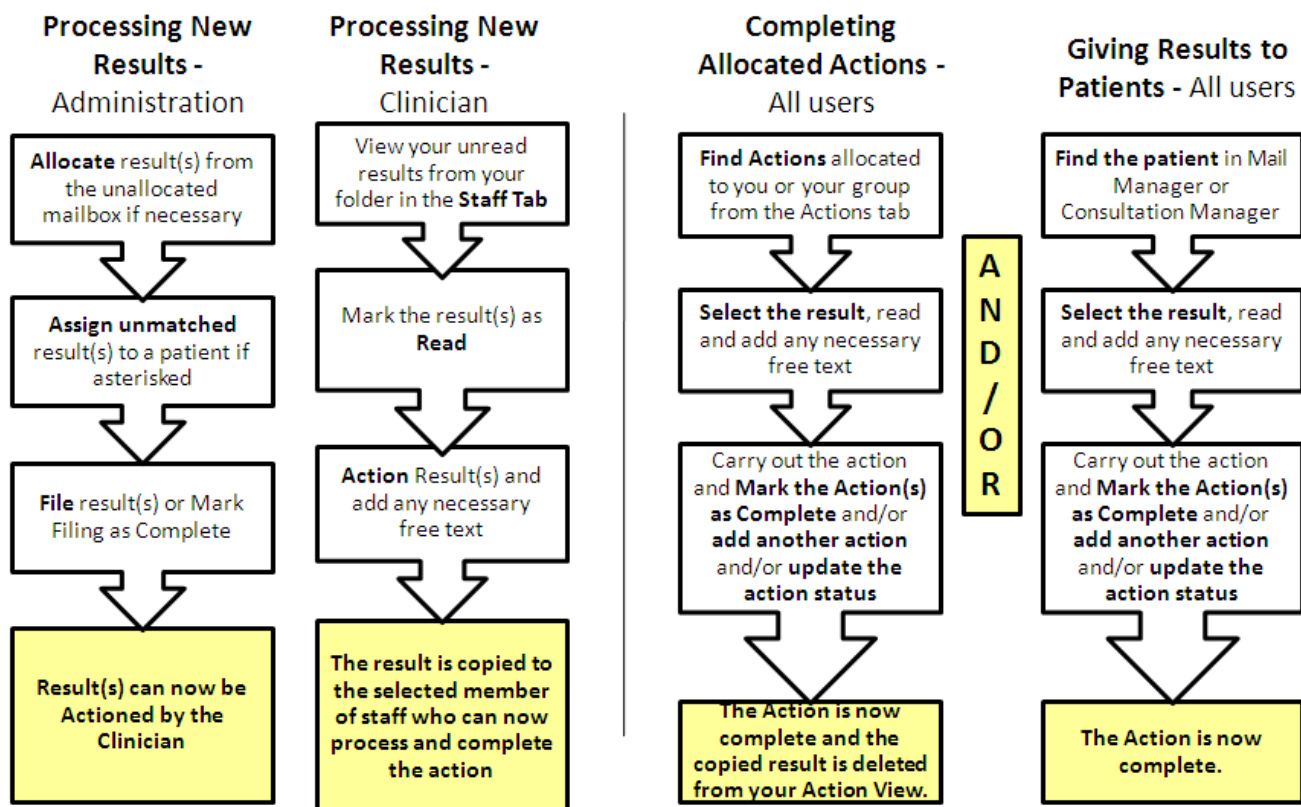 Processing New
Results -
Administration
Allocate result(s) from
the unallocated
mailbox if necessary
Assign unmatched
result(s) to a patient if
asterisked
File result(s) or Mark
Filing as Complete
Result(s) can now be
Actioned by the
Clinician
Processing New
Results -
Clinician
View your unread
results from your
folder in the Staff Tab
Mark the result(s) as
Read
Action Result(s) and
add any necessary
free text
The result is copied to
the selected member
of staff who can now
process and complete
the action
Completing
Allocated Actions -
All users
Find Actions allocated
to you or your group
from the Actions tab
Select the result, read
and add any necessary
free text
Carry out the action
and Mark the Action(s)
as Complete and/or
add another action
and/or update the
action status
The Action is now
complete and the
copied result is deleted
from your Action View.
A
N
D
/
O
R
Giving Results to
Patients - All users
Find the patient in Mail
Manager or
Consultation Manager
Select the result, read
and add any necessary
free text
Carry out the action
and Mark the Action(s)
as Complete and/or
add another action
and/or update the
action status
The Action is now
complete.